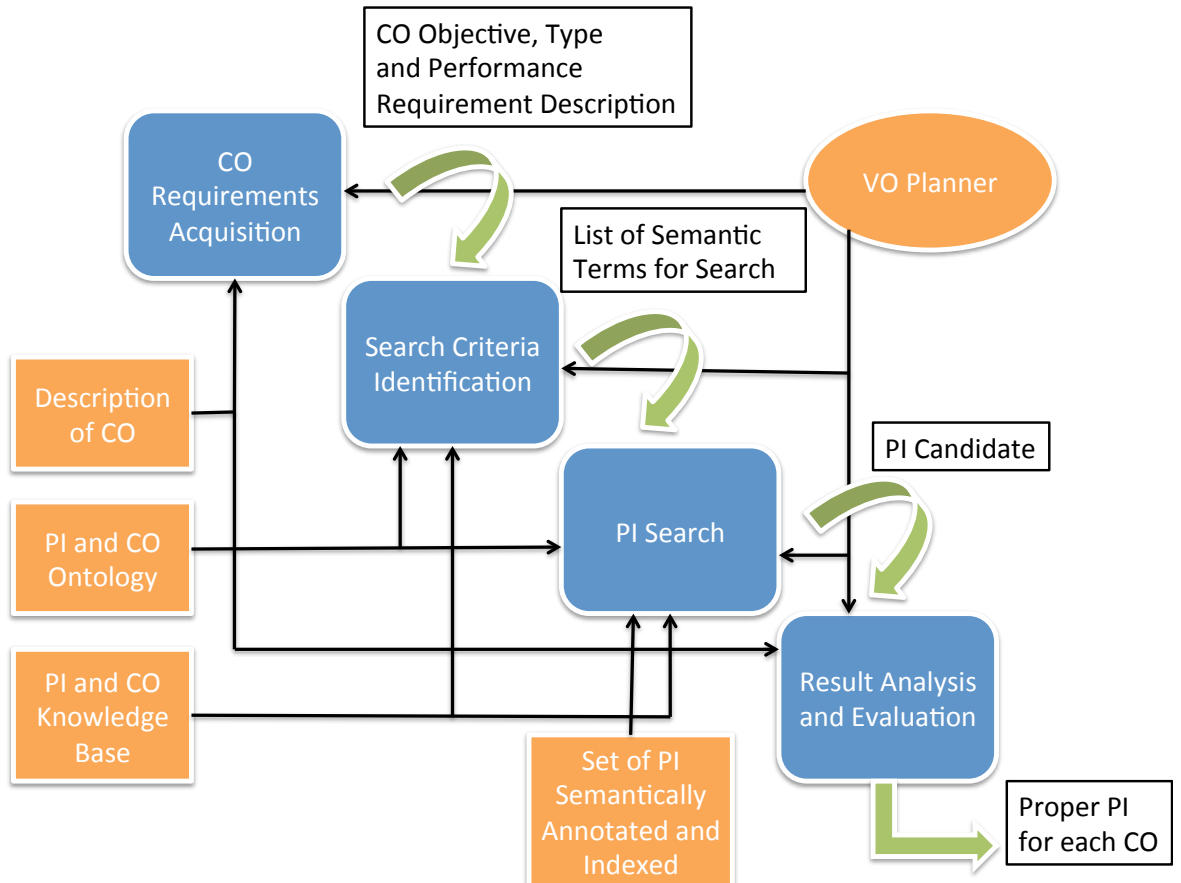 CO Objective, Type
and Performance
Requirement Description
CO
Requirements
Acquisition
VO Planner
List of Semantic
Terms for Search
Search Criteria
Identification
Description
of CO
PI Candidate
PI and CO
Ontology
PI Search
PI and CO
Knowledge
Base
Result Analysis
and Evaluation
Set of PI
Semantically
Annotated and
Indexed
Proper PI
for each CO